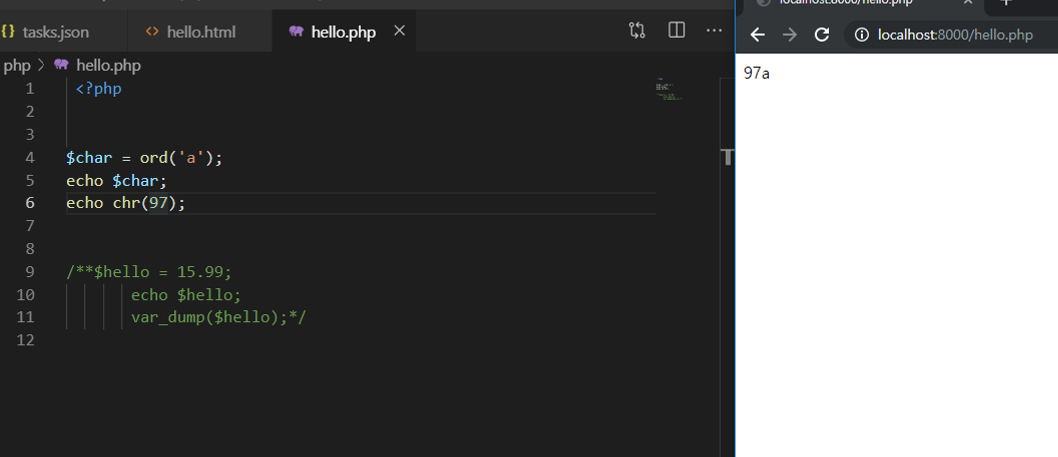 tasks.json
hello.html
hello.php
php > hello.php
1 <?php
2
3
4 $char = ord('a');
5 echo $char;
6 echo chr(97);
7
8
9 /**$hello = 15.99;
10 echo $hello;
11 var_dump($hello);*/
12
T
localhost:8000/hello.php
localhost:8000/hello.php
97a